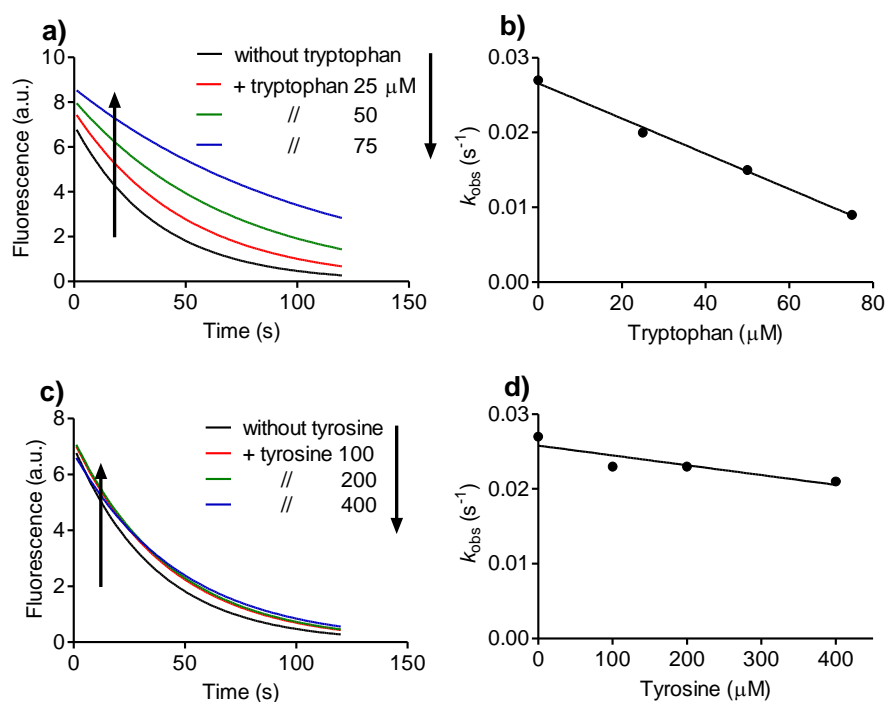 a)
10
8
6
4
2
0
Fluorescence (a.u.)
0 50 100 150
Time (s)
without tryptophan
+ tryptophan 25 μM
// 50
// 75
b)
0.03
0.02
0.01
0.00
kobs (s-1)
0 20 40 60 80
Tryptophan (μM)
c)
8
6
4
2
0
Fluorescence (a.u.)
0 50 100 150
Time (s)
without tyrosine
+ tyrosine 100
// 200
// 400
d)
0.03
0.02
0.01
0.00
kobs (s-1)
0 100 200 300 400
Tyrosine (μM)